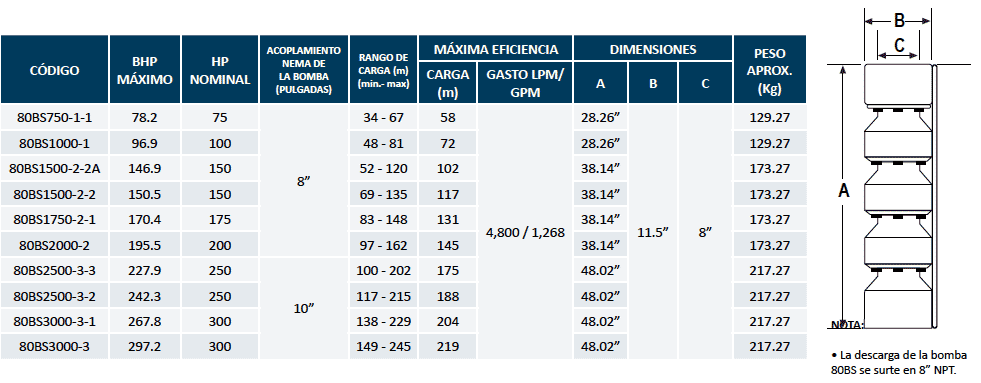 CÓDIGO BHP MÁXIMO HP NOMINAL ACOPLAMIENTO NEMA DE LA BOMBA (PULGADAS) RANGO DE CARGA (m) (min.- max) MÁXIMA EFICIENCIA DIMENSIONES PESO APROX. (Kg)
CARGA (m) GASTO LPM/ GPM A B C
80BS750-1-1 78.2 75 34 - 67 58 28.26” 129.27
80BS1000-1 96.9 100 48 - 81 72 28.26” 129.27
80BS1500-2-2A 146.9 150 8” 52 - 120 102 38.14” 173.27
80BS1500-2-2 150.5 150 69 - 135 117 38.14” 173.27
80BS1750-2-1 170.4 175 83 - 148 131 38.14” 173.27
80BS2000-2 195.5 200 97 - 162 145 4,800 / 1,268 38.14” 11.5” 8” 173.27
80BS2500-3-3 227.9 250 100 - 202 175 48.02” 217.27
80BS2500-3-2 242.3 250 10” 117 - 215 188 48.02” 217.27
80BS3000-3-1 267.8 300 138 - 229 204 48.02” 217.27
80BS3000-3 297.2 300 149 - 245 219 48.02” 217.27
B
C
A
NOTA:
• La descarga de la bomba
80BS se surte en 8” NPT.